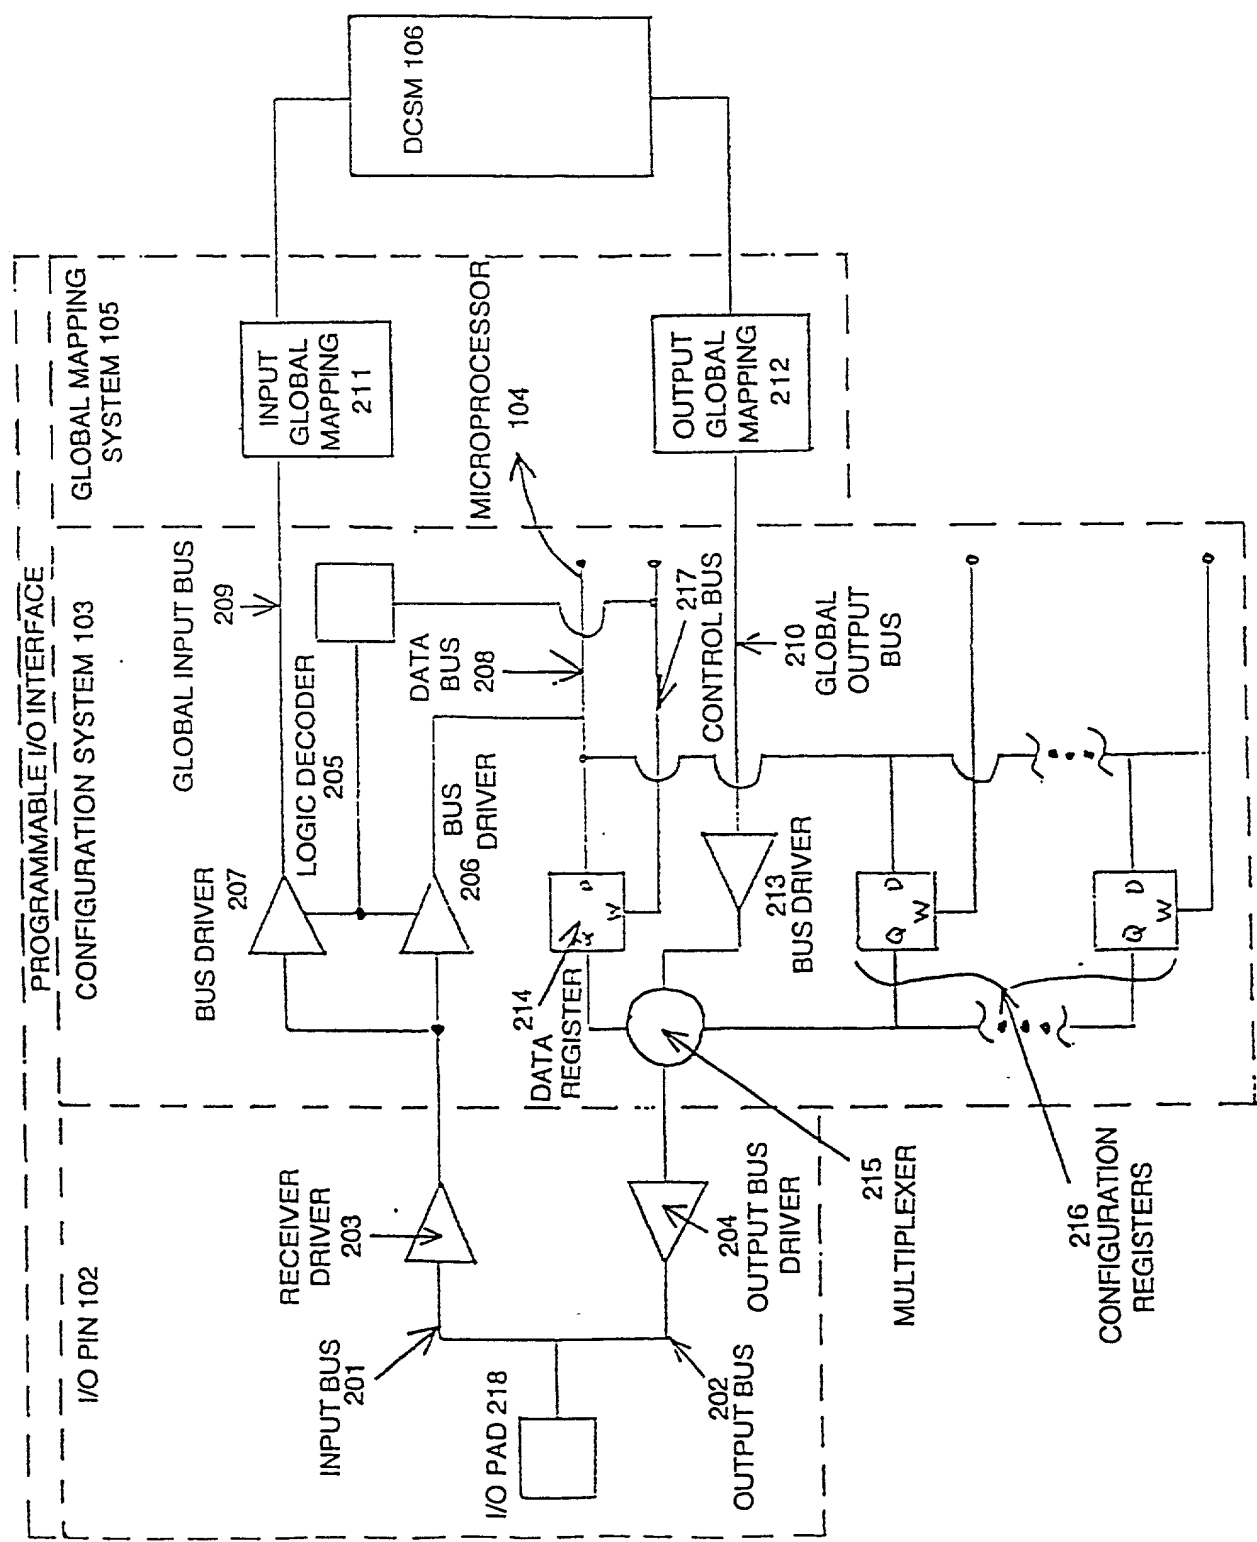 PROGRAMMABLE I/O INTERFACE
I/O PIN 102
CONFIGURATION SYSTEM 103
GLOBAL MAPPING
SYSTEM 105
DCSM 106
GLOBAL INPUT BUS
209
BUS DRIVER
207
LOGIC DECODER
205
INPUT
GLOBAL
MAPPING
211
RECEIVER
DRIVER
203
INPUT BUS
201
206
BUS
DRIVER
DATA
BUS
208
MICROPROCESSOR
104
I/O PAD 218
214
DATA
REGISTER
Q
D
W
217
CONTROL BUS
OUTPUT
GLOBAL
MAPPING
212
202
OUTPUT BUS
204
OUTPUT BUS
DRIVER
213
BUS DRIVER
210
GLOBAL
OUTPUT
BUS
215
MULTIPLEXER
Q
D
W
216
CONFIGURATION
REGISTERS
Q
D
W